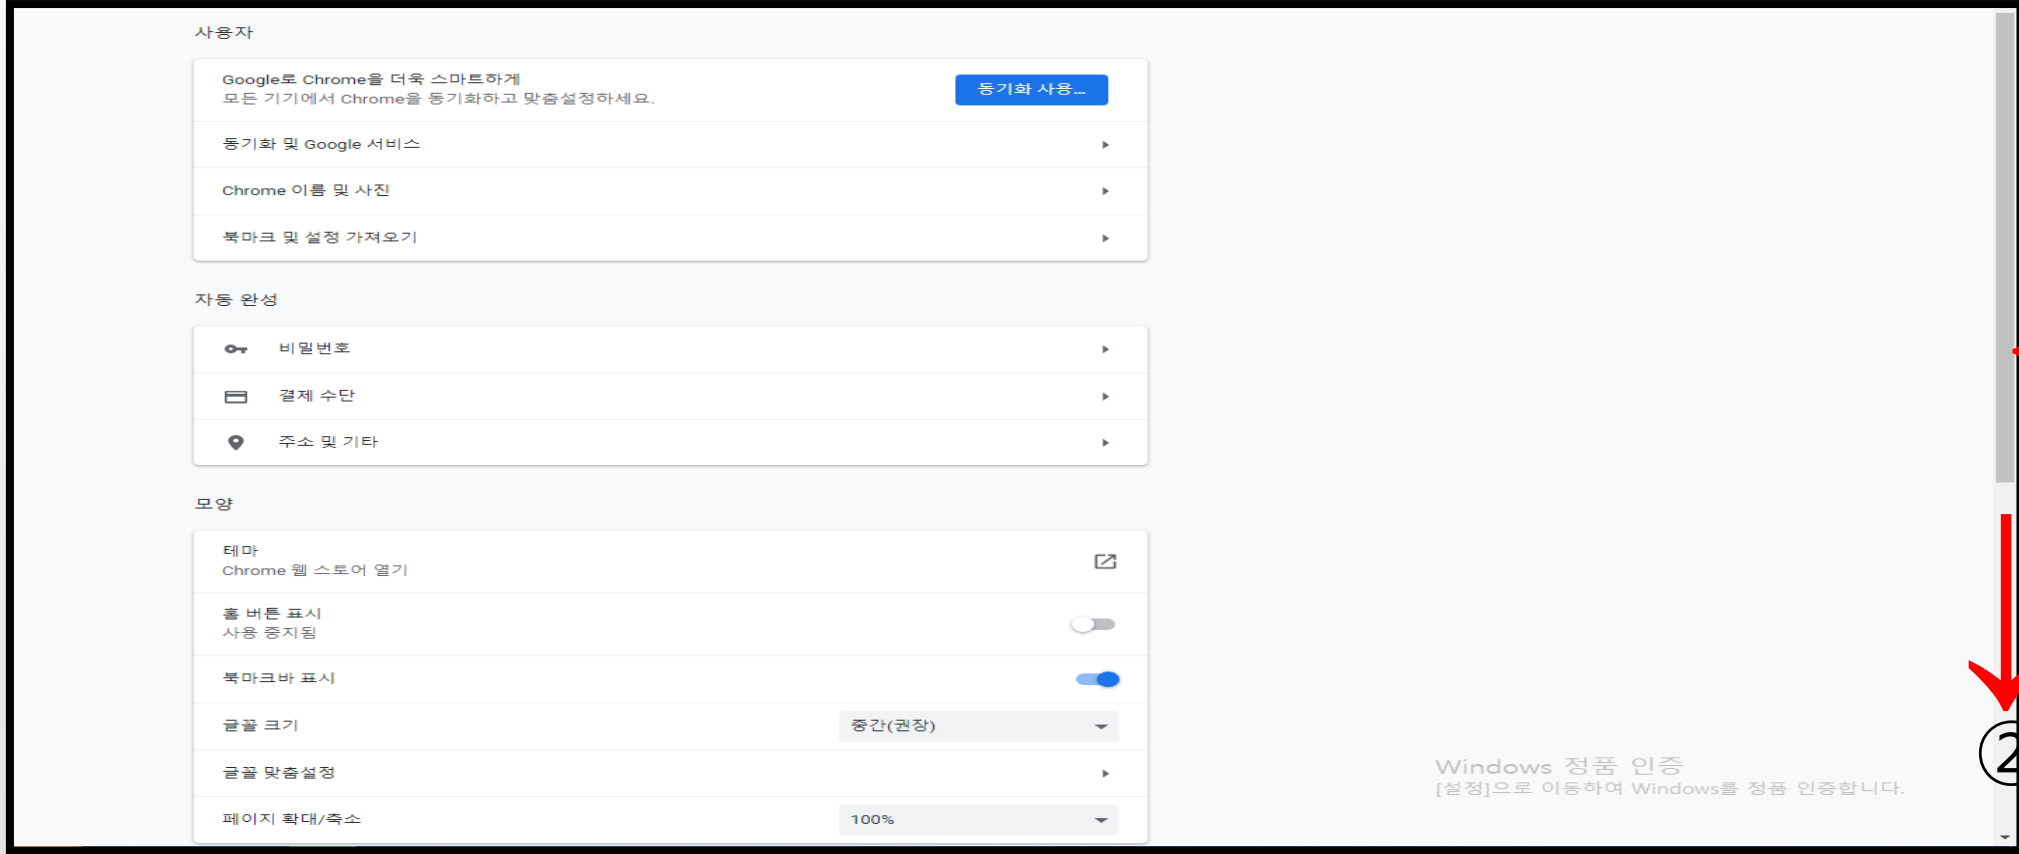 사용자
Google로 Chrome을 더욱 스마트하게
모든 기기에서 Chrome을 동기화하고 맞춤설정하세요.
동기화 사용...
동기화 및 Google 서비스
Chrome 이름 및 사진
북마크 및 설정 가져오기
자동 완성
비밀번호
결제 수단
주소 및 기타
모양
테마
Chrome 웹 스토어 열기
홈 버튼 표시
사용 중지됨
북마크바 표시
글꼴 크기
중간(권장)
글꼴 맞춤설정
페이지 확대/축소
100%
Windows 정품 인증
[설정]으로 이동하여 Windows를 정품 인증합니다.
②